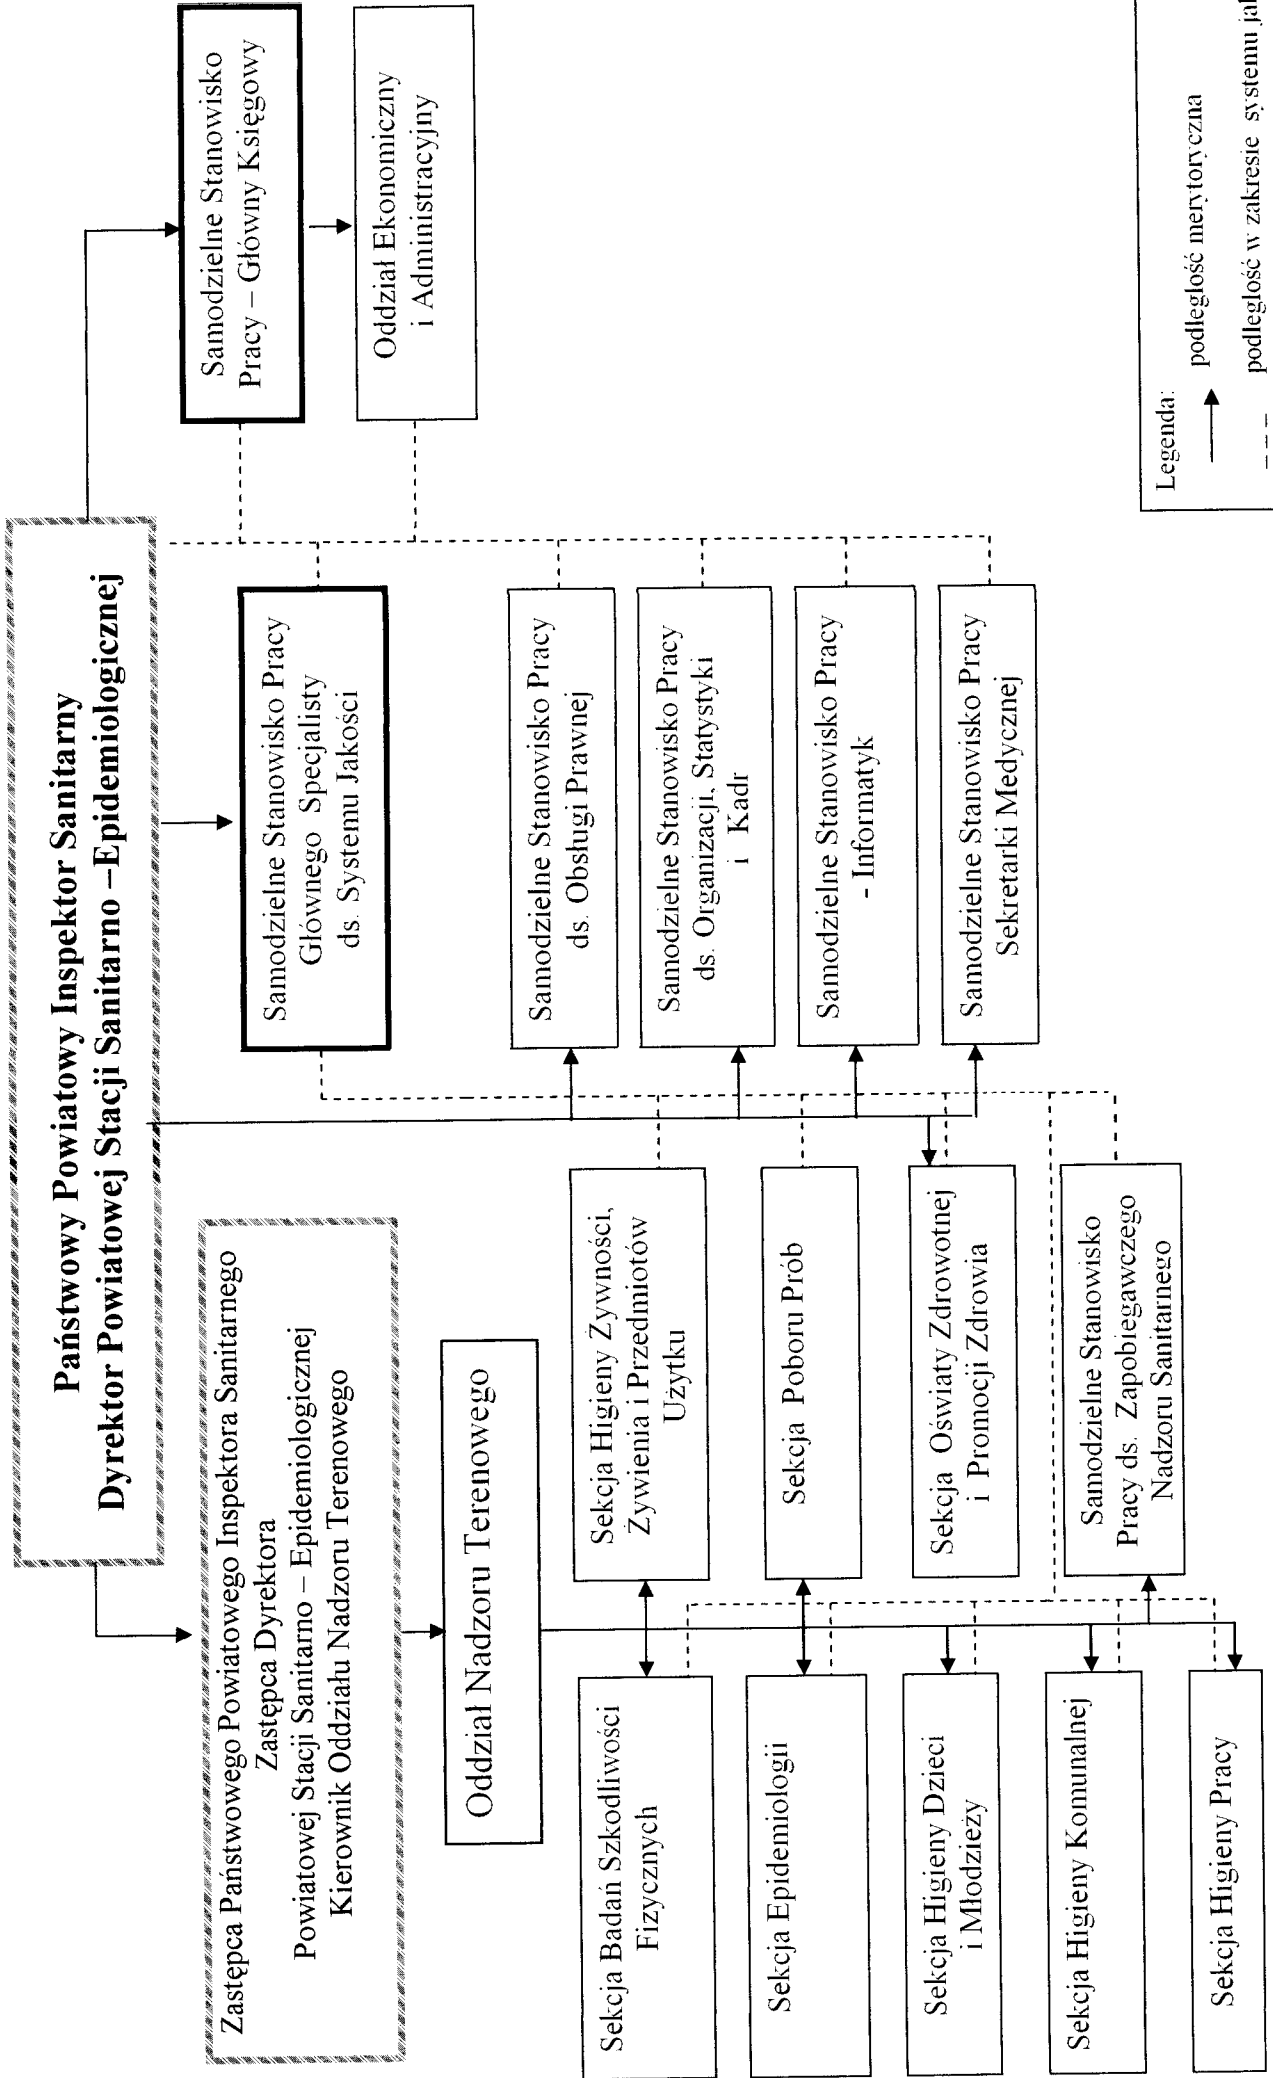 Państwowy Powiatowy Inspektor Sanitarny
Dyrektor Powiatowej Stacji Sanitarno –Epidemiologicznej
Zastępca Państwowego Powiatowego Inspektora Sanitarnego
Zastępca Dyrektora
Powiatowej Stacji Sanitarno – Epidemiologicznej
Kierownik Oddziału Nadzoru Terenowego
Oddział Nadzoru Terenowego
Sekcja Badań Szkodliwości
Fizycznych
Sekcja Epidemiologii
Sekcja Higieny Dzieci
i Młodzieży
Sekcja Higieny Komunalnej
Sekcja Higieny Pracy
Sekcja Higieny Żywności,
Żywienia i Przedmiotów
Użytku
Sekcja Poboru Prób
Sekcja Oświaty Zdrowotnej
i Promocji Zdrowia
Samodzielne Stanowisko
Pracy ds. Zapobiegawczego
Nadzoru Sanitarnego
Samodzielne Stanowisko Pracy
Głównego Specjalisty
ds. Systemu Jakości
Samodzielne Stanowisko Pracy
ds. Obsługi Prawnej
Samodzielne Stanowisko Pracy
ds. Organizacji, Statystyki
i Kadr
Samodzielne Stanowisko Pracy
- Informatyk
Samodzielne Stanowisko Pracy
Sekretarki Medycznej
Samodzielne Stanowisko
Pracy – Główny Księgowy
Oddział Ekonomiczny
i Administracyjny
Legenda:
podległość merytoryczna
podległość w zakresie systemu